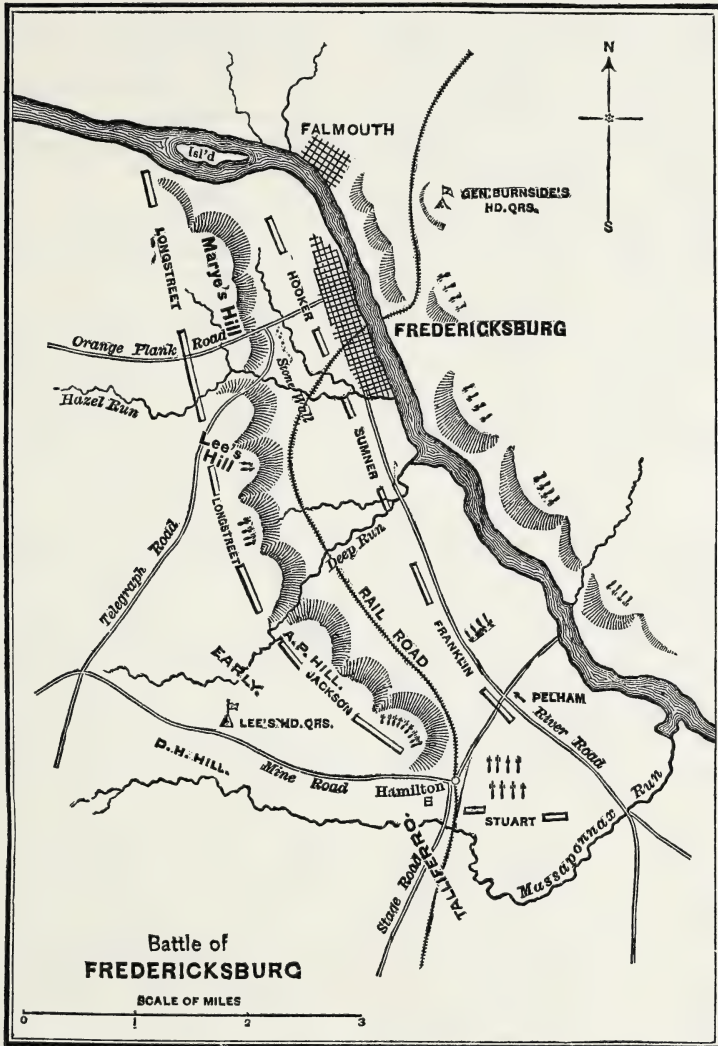 N
FALMOUTH
Isl'd
GEN. BURNSIDE'S
HD. QRS.
S
LONGSTREET
Marye's Hill
HOOKER
FREDERICKSBURG
Orange Plank Road
Stone Wall
Hazel Run
Lee's
Hill
SUMNER
LONGSTREET
Telegraph Road
Deep Run
RAIL ROAD
FRANKLIN
EARLY.
A.P. HILL.
JACKSON
PELHAM
LEE'S HD. QRS.
River Road
D.H. HILL.
Mine Road
Hamilton
STUART
Massaponnax Run
TALLIFERRO.
Stage Road
Battle of
FREDERICKSBURG
SCALE OF MILES
0 1 2 3